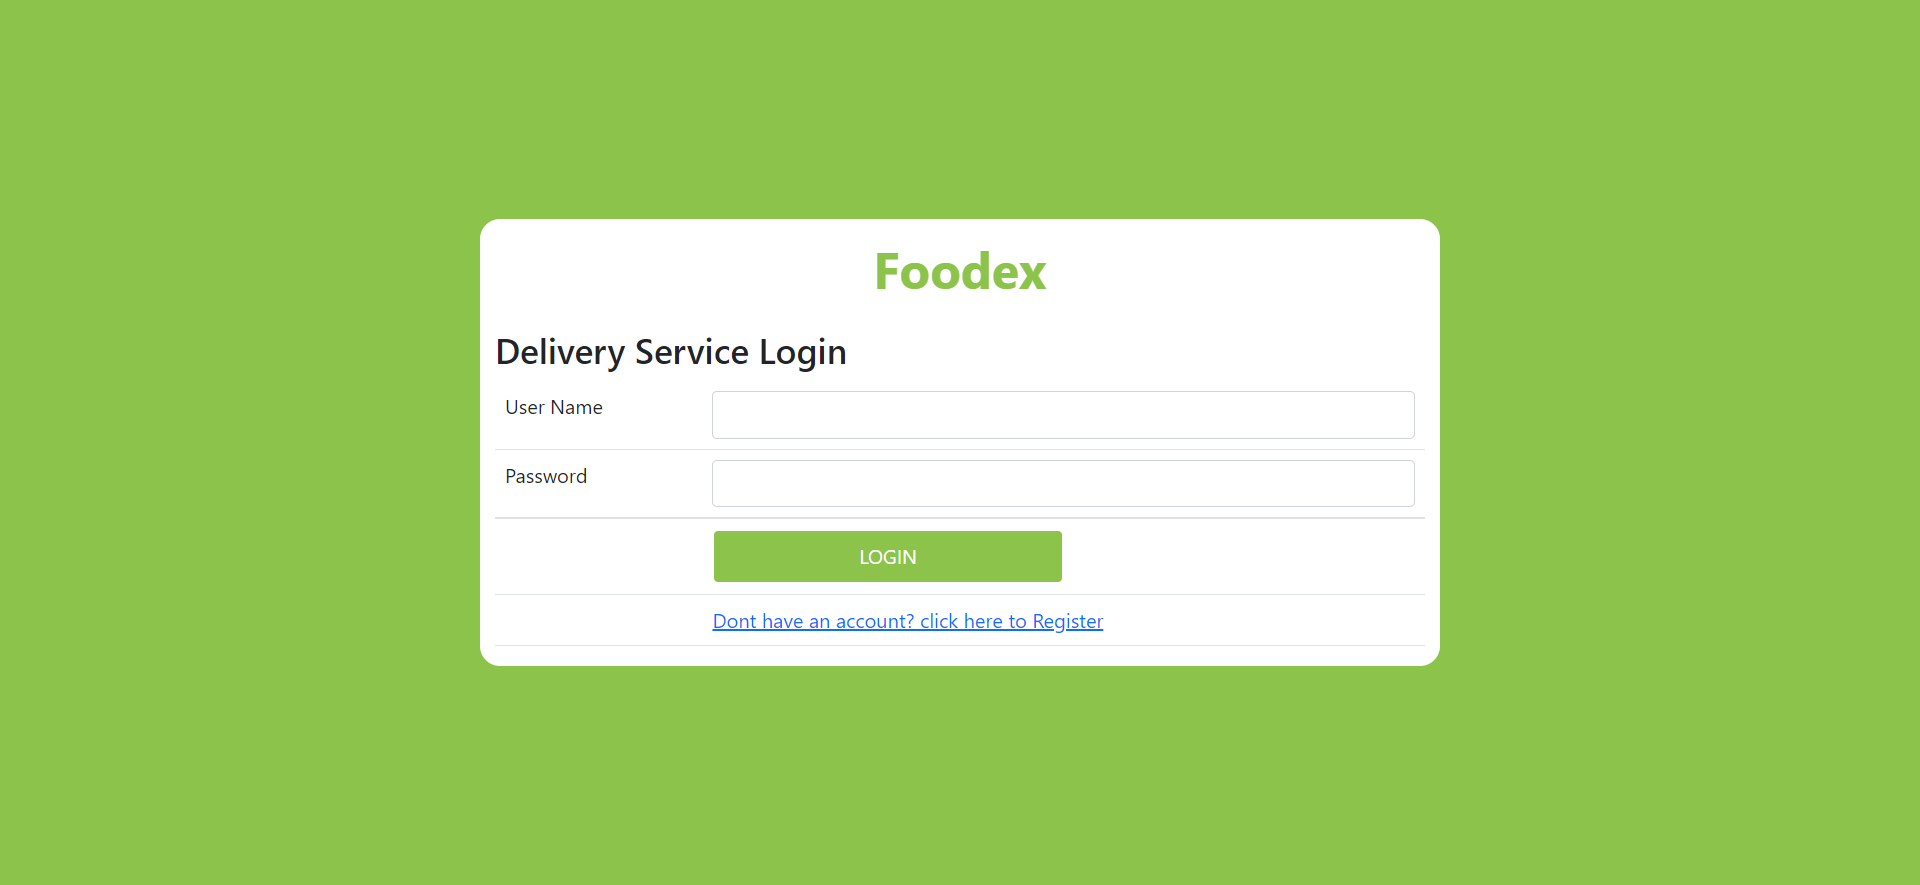 Foodex
Delivery Service Login
User Name
Password
LOGIN
Dont have an account? click here to Register